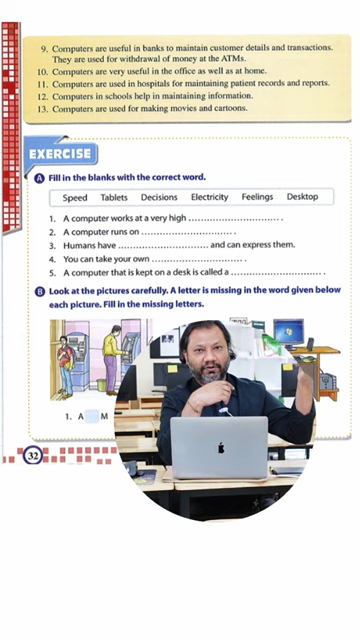 9. Computers are useful in banks to maintain customer details and transactions.
They are used for withdrawal of money at the ATMs.
10. Computers are very useful in the office as well as at home.
11. Computers are used in hospitals for maintaining patient records and reports.
12. Computers in schools help in maintaining information.
13. Computers are used for making movies and cartoons.
EXERCISE
A Fill in the blanks with the correct word.
Speed Tablets Decisions Electricity Feelings Desktop
1. A computer works at a very high .............................. .
2. A computer runs on .............................. .
3. Humans have .............................. and can express them.
4. You can take your own .............................. .
5. A computer that is kept on a desk is called a .............................. .
B Look at the pictures carefully. A letter is missing in the word given below
each picture. Fill in the missing letters.
1. A M
32